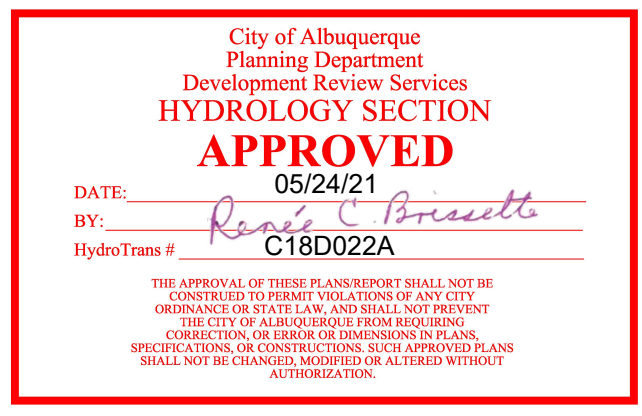 City of Albuquerque
Planning Department
Development Review Services
HYDROLOGY SECTION
APPROVED
DATE: 05/24/21
BY: Renée C. Brissette
HydroTrans # C18D022A
THE APPROVAL OF THESE PLANS/REPORT SHALL NOT BE
CONSTRUED TO PERMIT VIOLATIONS OF ANY CITY
ORDINANCE OR STATE LAW, AND SHALL NOT PREVENT
THE CITY OF ALBUQUERQUE FROM REQUIRING
CORRECTION, OR ERROR OR DIMENSIONS IN PLANS,
SPECIFICATIONS, OR CONSTRUCTIONS. SUCH APPROVED PLANS
SHALL NOT BE CHANGED, MODIFIED OR ALTERED WITHOUT
AUTHORIZATION.